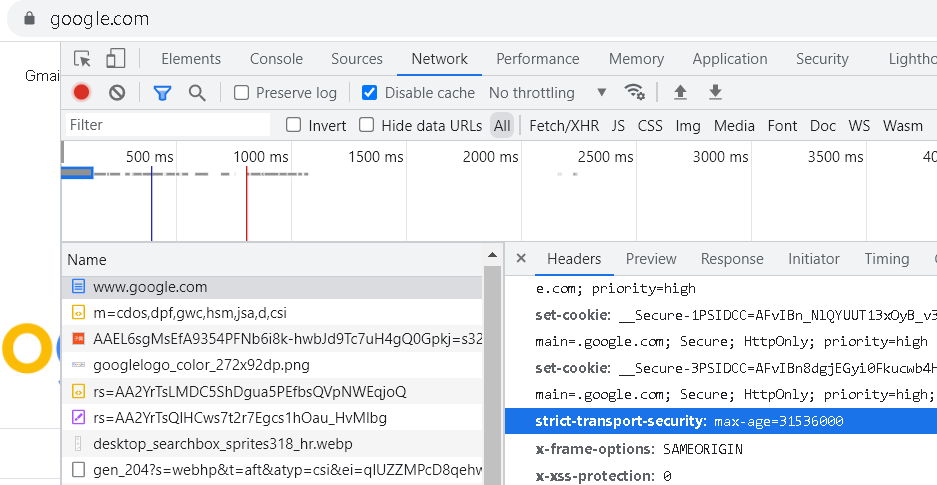 google.com
Gmai
Elements Console Sources Network Performance Memory Application Security Lightho
Preserve log Disable cache No throttling
Filter Invert Hide data URLs All Fetch/XHR JS CSS Img Media Font Doc WS Wasm
500 ms 1000 ms 1500 ms 2000 ms 2500 ms 3000 ms 3500 ms 40
Name
www.google.com
m=cdos,dpf,gwc,hsm,jsa,d,csi
AAEL6sgMsEfA9354PFNb6i8k-hwbJd9Tc7uH4gQ0Gpkj=s32
googlelogo_color_272x92dp.png
rs=AA2YrTsLMDC5ShDgua5PEfbsQVpNWEqjoQ
rs=AA2YrTsQIHCws7t2r7Egcs1hOau_HvMlbg
desktop_searchbox_sprites318_hr.webp
gen_204?s=webhp&t=aft&atyp=csi&ei=qIUZZMPcD8qehw
Headers Preview Response Initiator Timing
e.com; priority=high
set-cookie: __Secure-1PSIDCC=AFvIBn_NlQYUUT13xOyB_v3
main=.google.com; Secure; HttpOnly; priority=high
set-cookie: __Secure-3PSIDCC=AFvIBn8dgjEGyi0Fkucwb4H
main=.google.com; Secure; HttpOnly; priority=high;
strict-transport-security: max-age=31536000
x-frame-options: SAMEORIGIN
x-xss-protection: 0